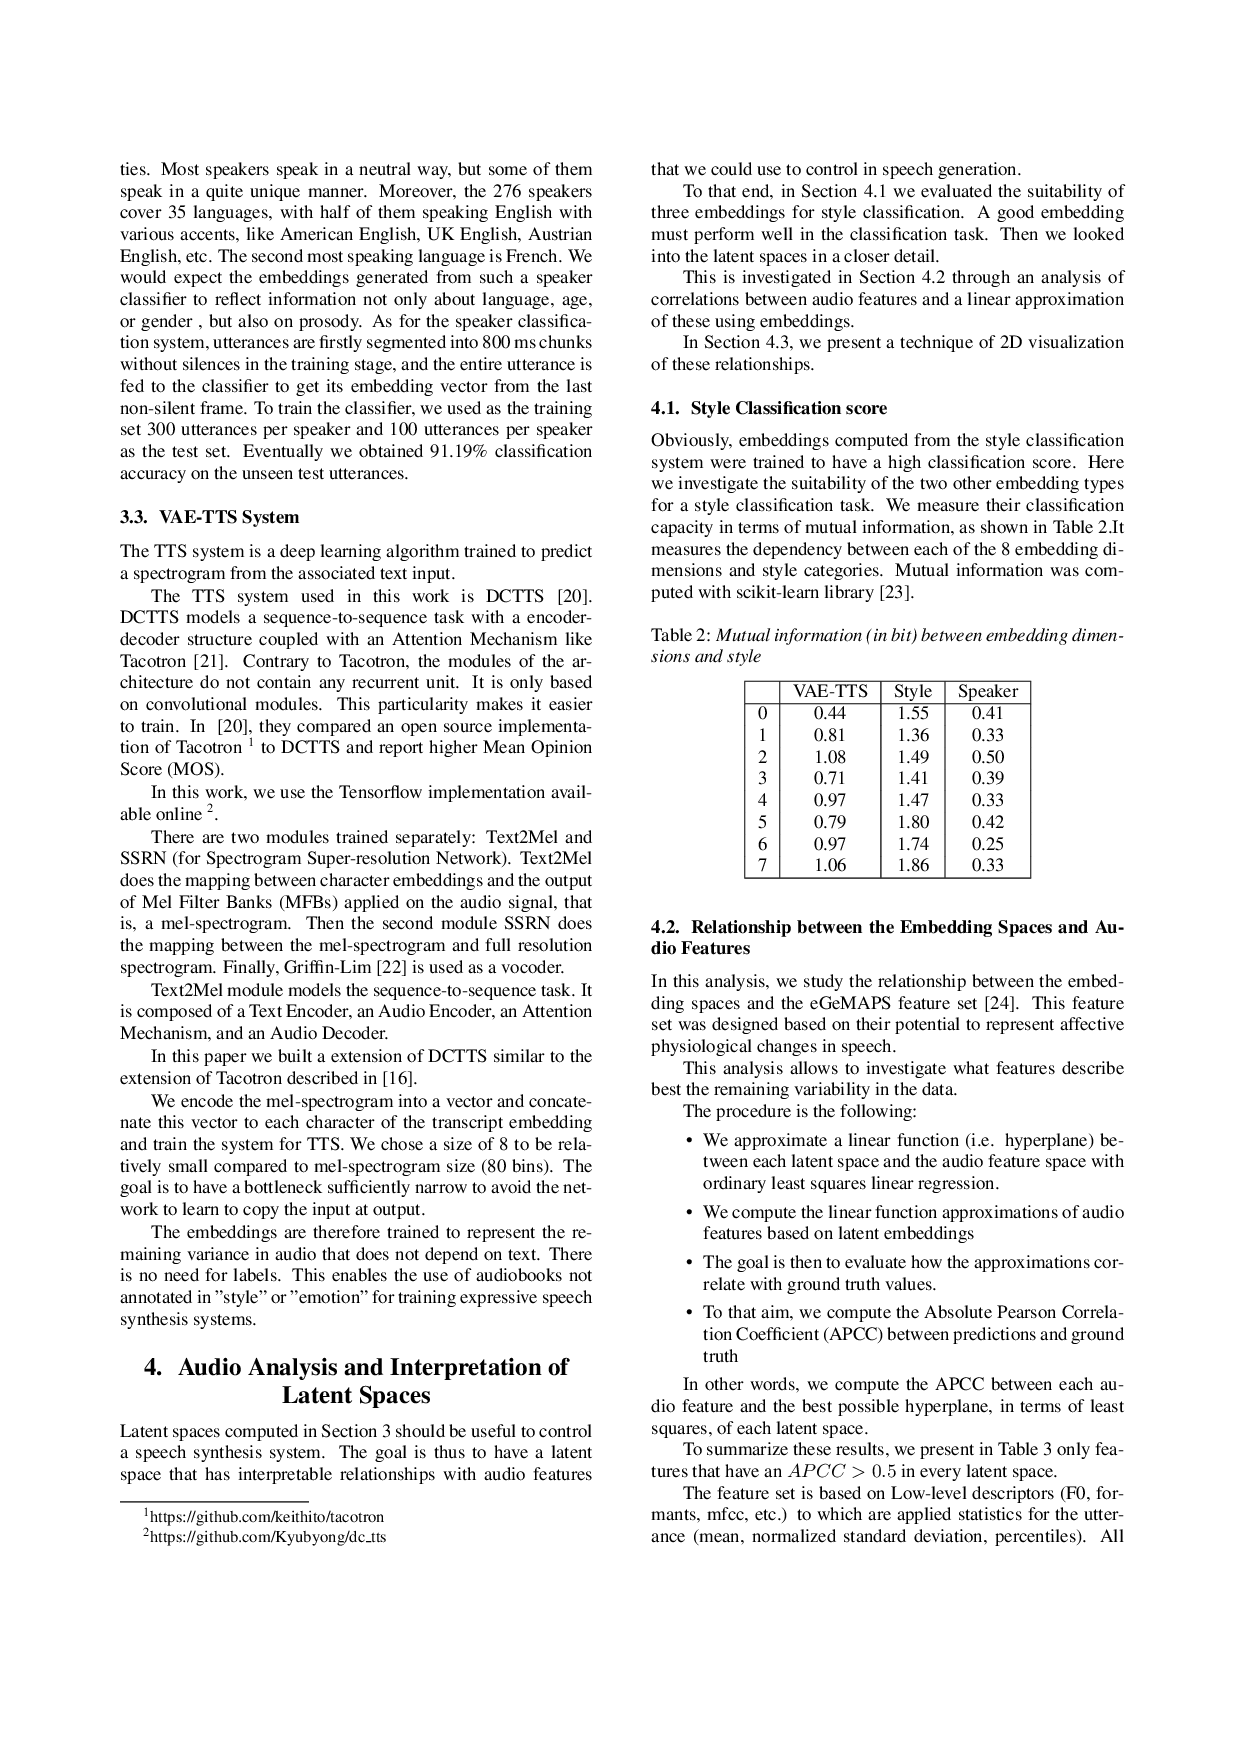 ties. Most speakers speak in a neutral way, but some of them
speak in a quite unique manner. Moreover, the 276 speakers
cover 35 languages, with half of them speaking English with
various accents, like American English, UK English, Austrian
English, etc. The second most speaking language is French. We
would expect the embeddings generated from such a speaker
classifier to reflect information not only about language, age,
or gender , but also on prosody. As for the speaker classifica-
tion system, utterances are firstly segmented into 800 ms chunks
without silences in the training stage, and the entire utterance is
fed to the classifier to get its embedding vector from the last
non-silent frame. To train the classifier, we used as the training
set 300 utterances per speaker and 100 utterances per speaker
as the test set. Eventually we obtained 91.19% classification
accuracy on the unseen test utterances.
3.3. VAE-TTS System
The TTS system is a deep learning algorithm trained to predict
a spectrogram from the associated text input.
The TTS system used in this work is DCTTS [20].
DCTTS models a sequence-to-sequence task with a encoder-
decoder structure coupled with an Attention Mechanism like
Tacotron [21]. Contrary to Tacotron, the modules of the ar-
chitecture do not contain any recurrent unit. It is only based
on convolutional modules. This particularity makes it easier
to train. In [20], they compared an open source implementa-
tion of Tacotron 1 to DCTTS and report higher Mean Opinion
Score (MOS).
In this work, we use the Tensorflow implementation avail-
able online 2.
There are two modules trained separately: Text2Mel and
SSRN (for Spectrogram Super-resolution Network). Text2Mel
does the mapping between character embeddings and the output
of Mel Filter Banks (MFBs) applied on the audio signal, that
is, a mel-spectrogram. Then the second module SSRN does
the mapping between the mel-spectrogram and full resolution
spectrogram. Finally, Griffin-Lim [22] is used as a vocoder.
Text2Mel module models the sequence-to-sequence task. It
is composed of a Text Encoder, an Audio Encoder, an Attention
Mechanism, and an Audio Decoder.
In this paper we built a extension of DCTTS similar to the
extension of Tacotron described in [16].
We encode the mel-spectrogram into a vector and concate-
nate this vector to each character of the transcript embedding
and train the system for TTS. We chose a size of 8 to be rela-
tively small compared to mel-spectrogram size (80 bins). The
goal is to have a bottleneck sufficiently narrow to avoid the net-
work to learn to copy the input at output.
The embeddings are therefore trained to represent the re-
maining variance in audio that does not depend on text. There
is no need for labels. This enables the use of audiobooks not
annotated in ”style” or ”emotion” for training expressive speech
synthesis systems.
4. Audio Analysis and Interpretation of
Latent Spaces
Latent spaces computed in Section 3 should be useful to control
a speech synthesis system. The goal is thus to have a latent
space that has interpretable relationships with audio features
1https://github.com/keithito/tacotron
2https://github.com/Kyubyong/dc_tts
that we could use to control in speech generation.
To that end, in Section 4.1 we evaluated the suitability of
three embeddings for style classification. A good embedding
must perform well in the classification task. Then we looked
into the latent spaces in a closer detail.
This is investigated in Section 4.2 through an analysis of
correlations between audio features and a linear approximation
of these using embeddings.
In Section 4.3, we present a technique of 2D visualization
of these relationships.
4.1. Style Classification score
Obviously, embeddings computed from the style classification
system were trained to have a high classification score. Here
we investigate the suitability of the two other embedding types
for a style classification task. We measure their classification
capacity in terms of mutual information, as shown in Table 2.It
measures the dependency between each of the 8 embedding di-
mensions and style categories. Mutual information was com-
puted with scikit-learn library [23].
Table 2: Mutual information (in bit) between embedding dimen-
sions and style
VAE-TTS Style Speaker
0 0.44 1.55 0.41
1 0.81 1.36 0.33
2 1.08 1.49 0.50
3 0.71 1.41 0.39
4 0.97 1.47 0.33
5 0.79 1.80 0.42
6 0.97 1.74 0.25
7 1.06 1.86 0.33
4.2. Relationship between the Embedding Spaces and Au-
dio Features
In this analysis, we study the relationship between the embed-
ding spaces and the eGeMAPS feature set [24]. This feature
set was designed based on their potential to represent affective
physiological changes in speech.
This analysis allows to investigate what features describe
best the remaining variability in the data.
The procedure is the following:
• We approximate a linear function (i.e. hyperplane) be-
tween each latent space and the audio feature space with
ordinary least squares linear regression.
• We compute the linear function approximations of audio
features based on latent embeddings
• The goal is then to evaluate how the approximations cor-
relate with ground truth values.
• To that aim, we compute the Absolute Pearson Correla-
tion Coefficient (APCC) between predictions and ground
truth
In other words, we compute the APCC between each au-
dio feature and the best possible hyperplane, in terms of least
squares, of each latent space.
To summarize these results, we present in Table 3 only fea-
tures that have an APCC > 0.5 in every latent space.
The feature set is based on Low-level descriptors (F0, for-
mants, mfcc, etc.) to which are applied statistics for the utter-
ance (mean, normalized standard deviation, percentiles). All